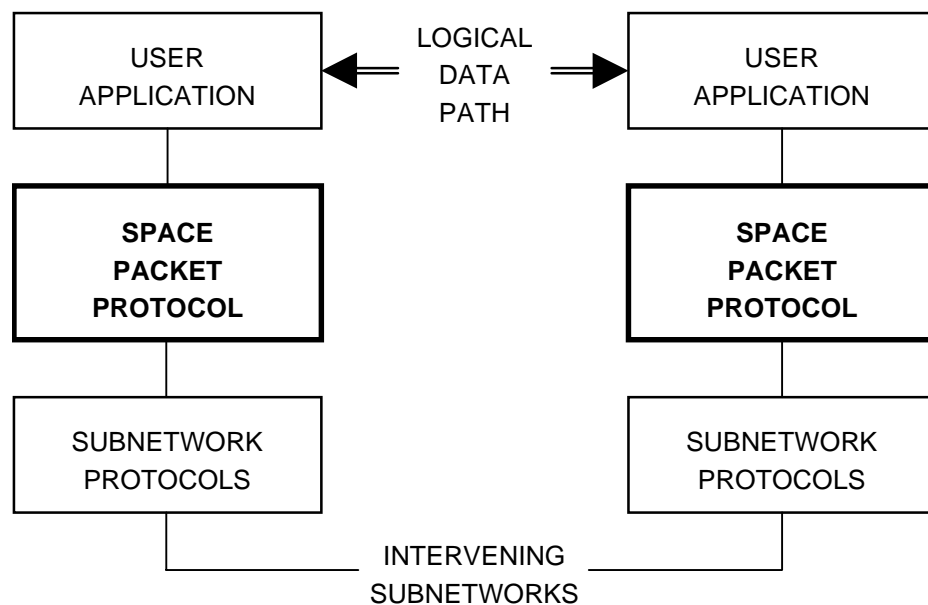 USER
APPLICATION
LOGICAL
DATA
PATH
USER
APPLICATION
SPACE
PACKET
PROTOCOL
SPACE
PACKET
PROTOCOL
SUBNETWORK
PROTOCOLS
SUBNETWORK
PROTOCOLS
INTERVENING
SUBNETWORKS